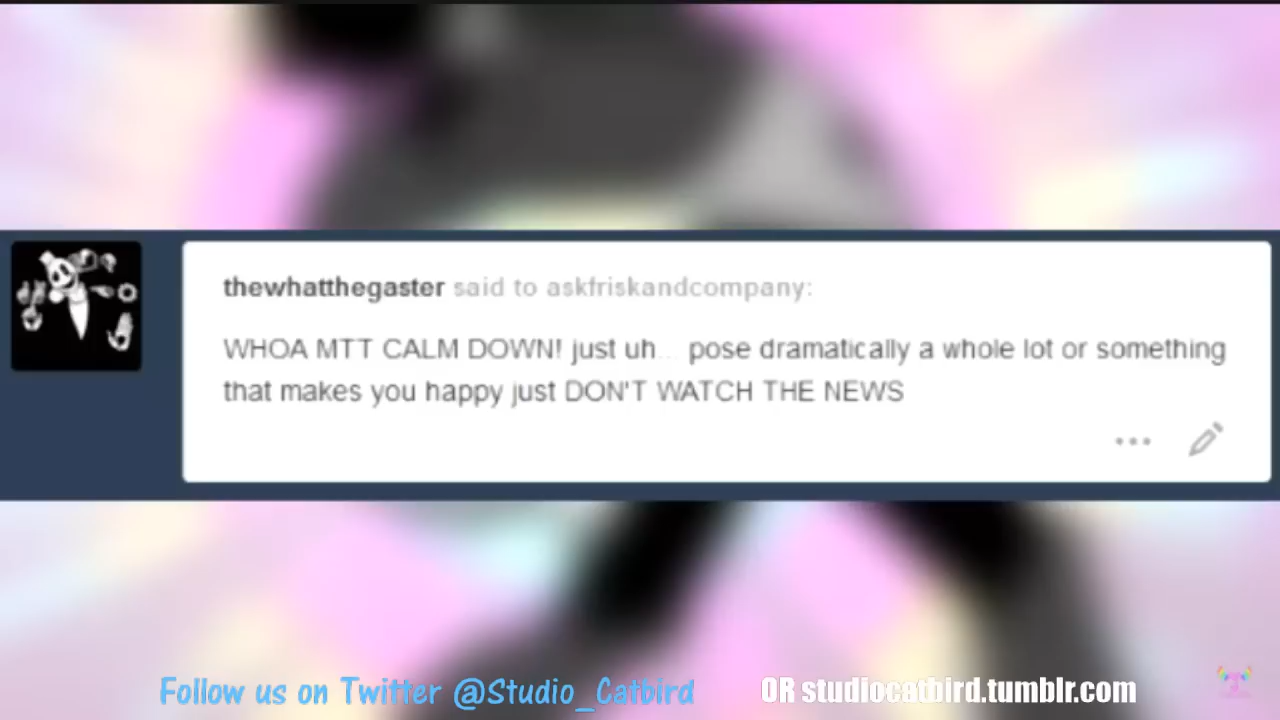 thewhatthegaster said to askfriskandcompany:
WHOA MTT CALM DOWN! just uh... pose dramatically a whole lot or something
that makes you happy just DON'T WATCH THE NEWS
Follow us on Twitter @Studio_Catbird OR studiocatbird.tumblr.com